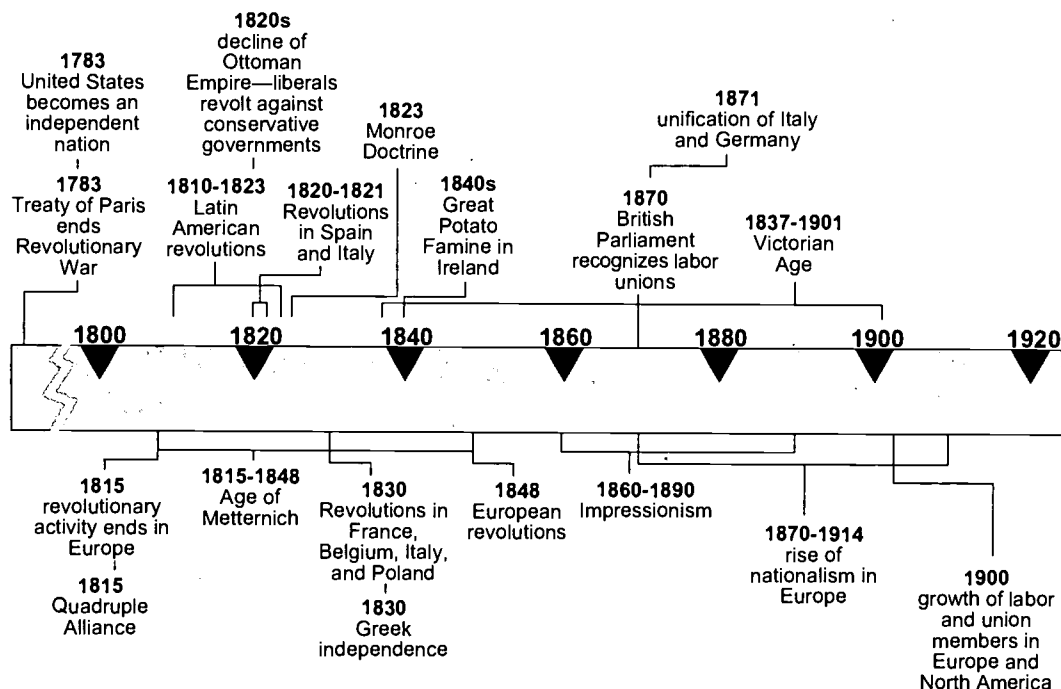 1783
United States
becomes an
independent
nation
1783
Treaty of Paris
ends
Revolutionary
War
1820s
decline of
Ottoman
Empire—liberals
revolt against
conservative
governments
1810-1823
Latin
American
revolutions
1820-1821
Revolutions
in Spain
and Italy
1823
Monroe
Doctrine
1840s
Great
Potato
Famine in
Ireland
1871
unification of Italy
and Germany
1870
British
Parliament
recognizes labor
unions
1837-1901
Victorian
Age
1800
1820
1840
1860
1880
1900
1920
1815
revolutionary
activity ends in
Europe
1815
Quadruple
Alliance
1815-1848
Age of
Metternich
1830
Revolutions in
France,
Belgium, Italy,
and Poland
1830
Greek
independence
1848
European
revolutions
1860-1890
Impressionism
1870-1914
rise of
nationalism in
Europe
1900
growth of labor
and union
members in
Europe and
North America